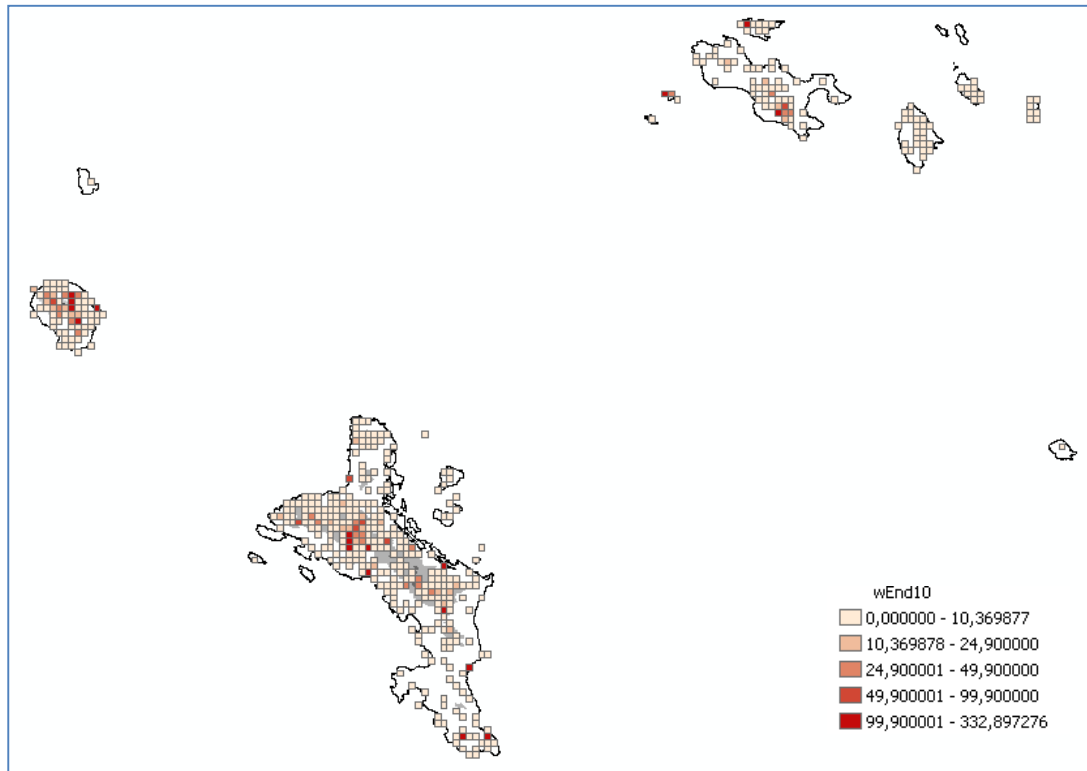 wEnd10
0,000000 - 10,369877
10,369878 - 24,900000
24,900001 - 49,900000
49,900001 - 99,900000
99,900001 - 332,897276